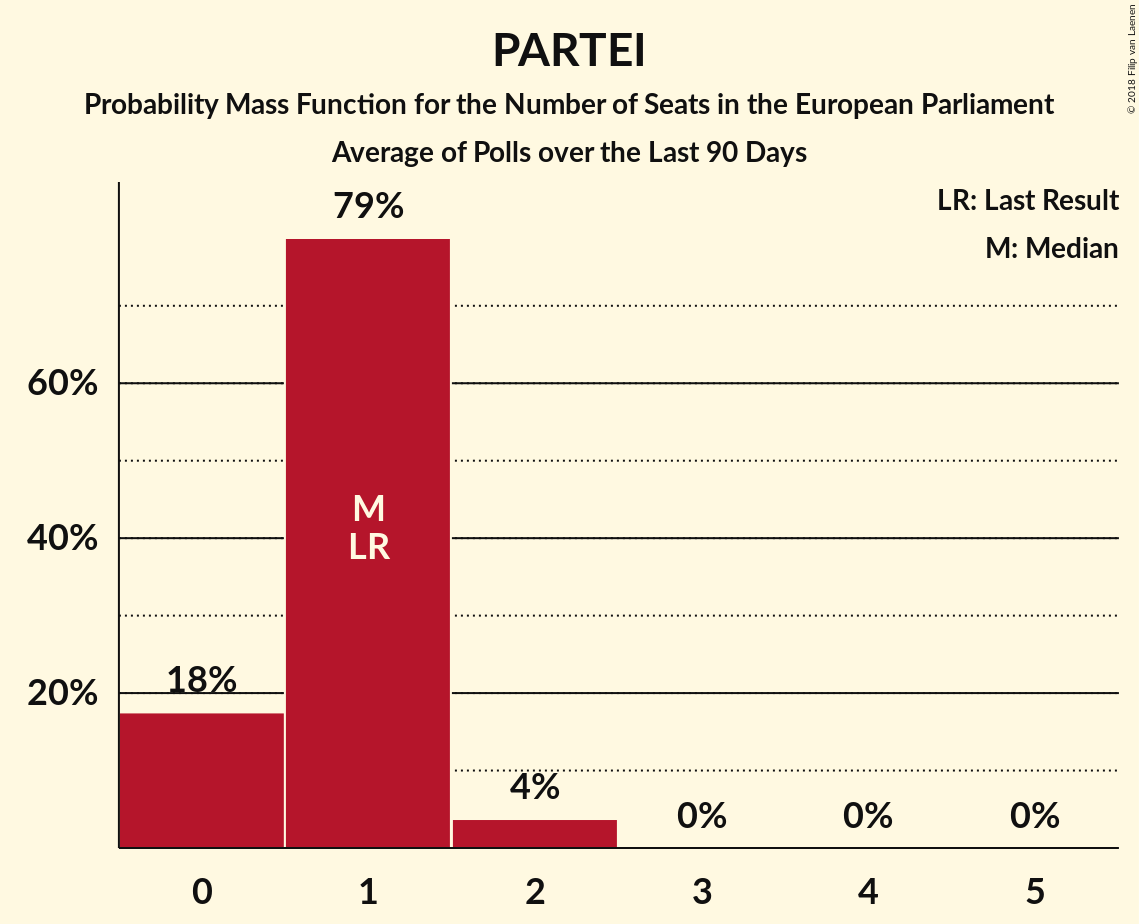 PARTEI
Probability Mass Function for the Number of Seats in the European Parliament
Average of Polls over the Last 90 Days
© 2018 Filip van Laenen
LR: Last Result
M: Median
79%
60%
M
40%
LR
18%
20%
4%
0%
0%
0%
0
1
2
3
4
5